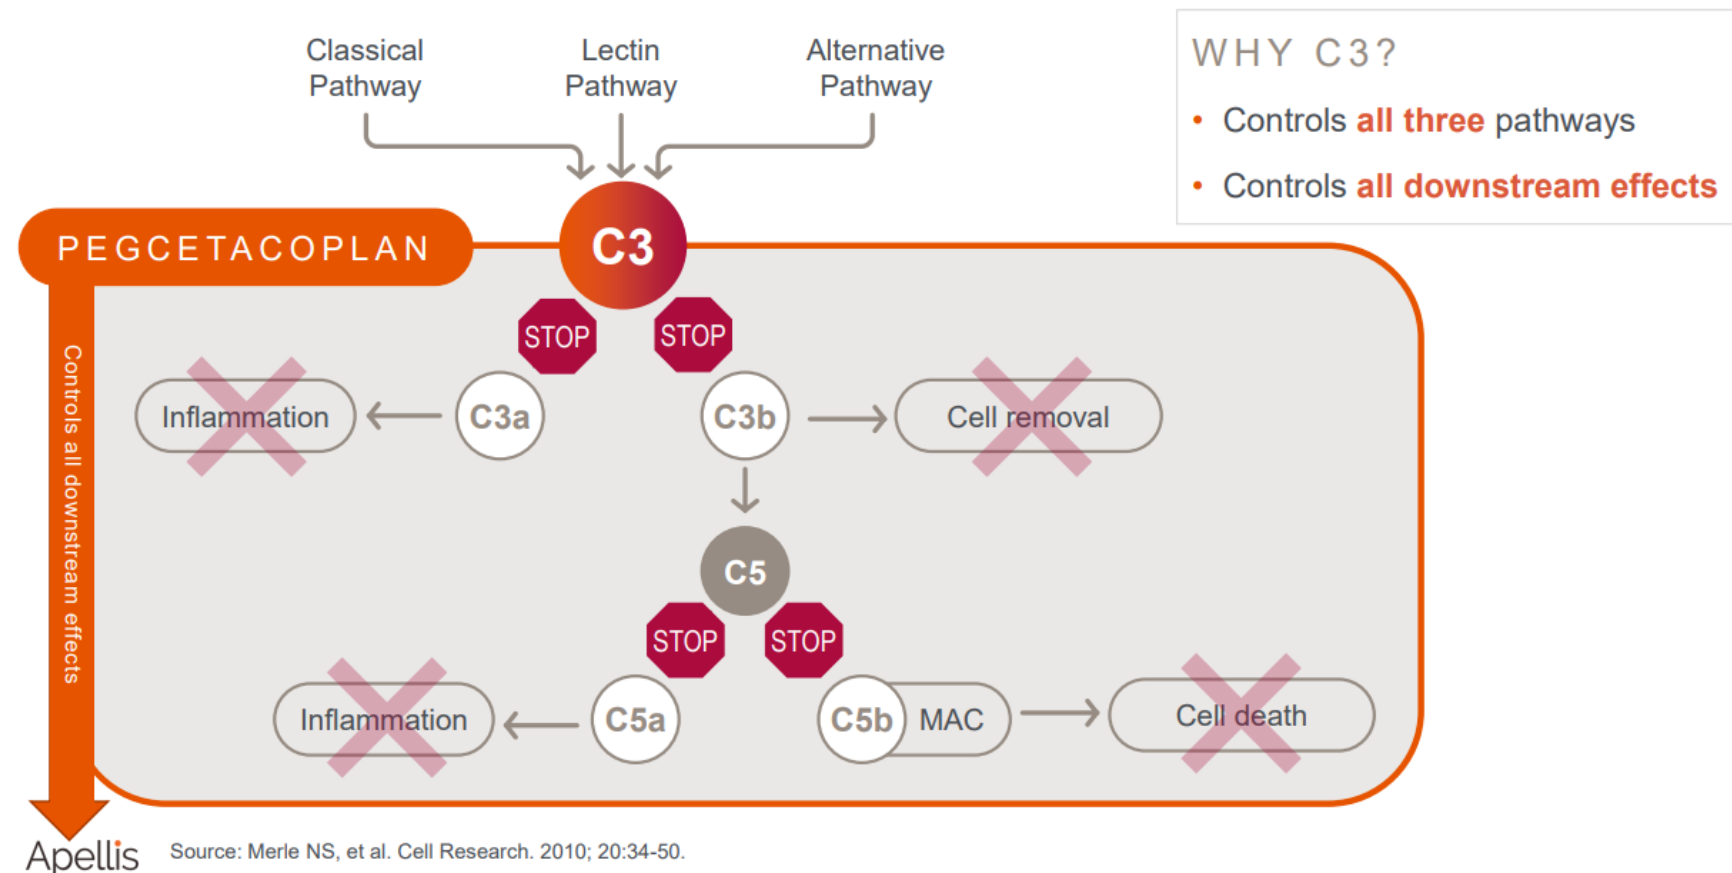 Classical
Pathway
Lectin
Pathway
Alternative
Pathway
WHY C3?
• Controls all three pathways
• Controls all downstream effects
PEGCETACOPLAN
C3
STOP
STOP
Controls all downstream effects
Inflammation
C3a
C3b
Cell removal
C5
STOP
STOP
Inflammation
C5a
C5b
MAC
Cell death
Apellis
Source: Merle NS, et al. Cell Research. 2010; 20:34-50.